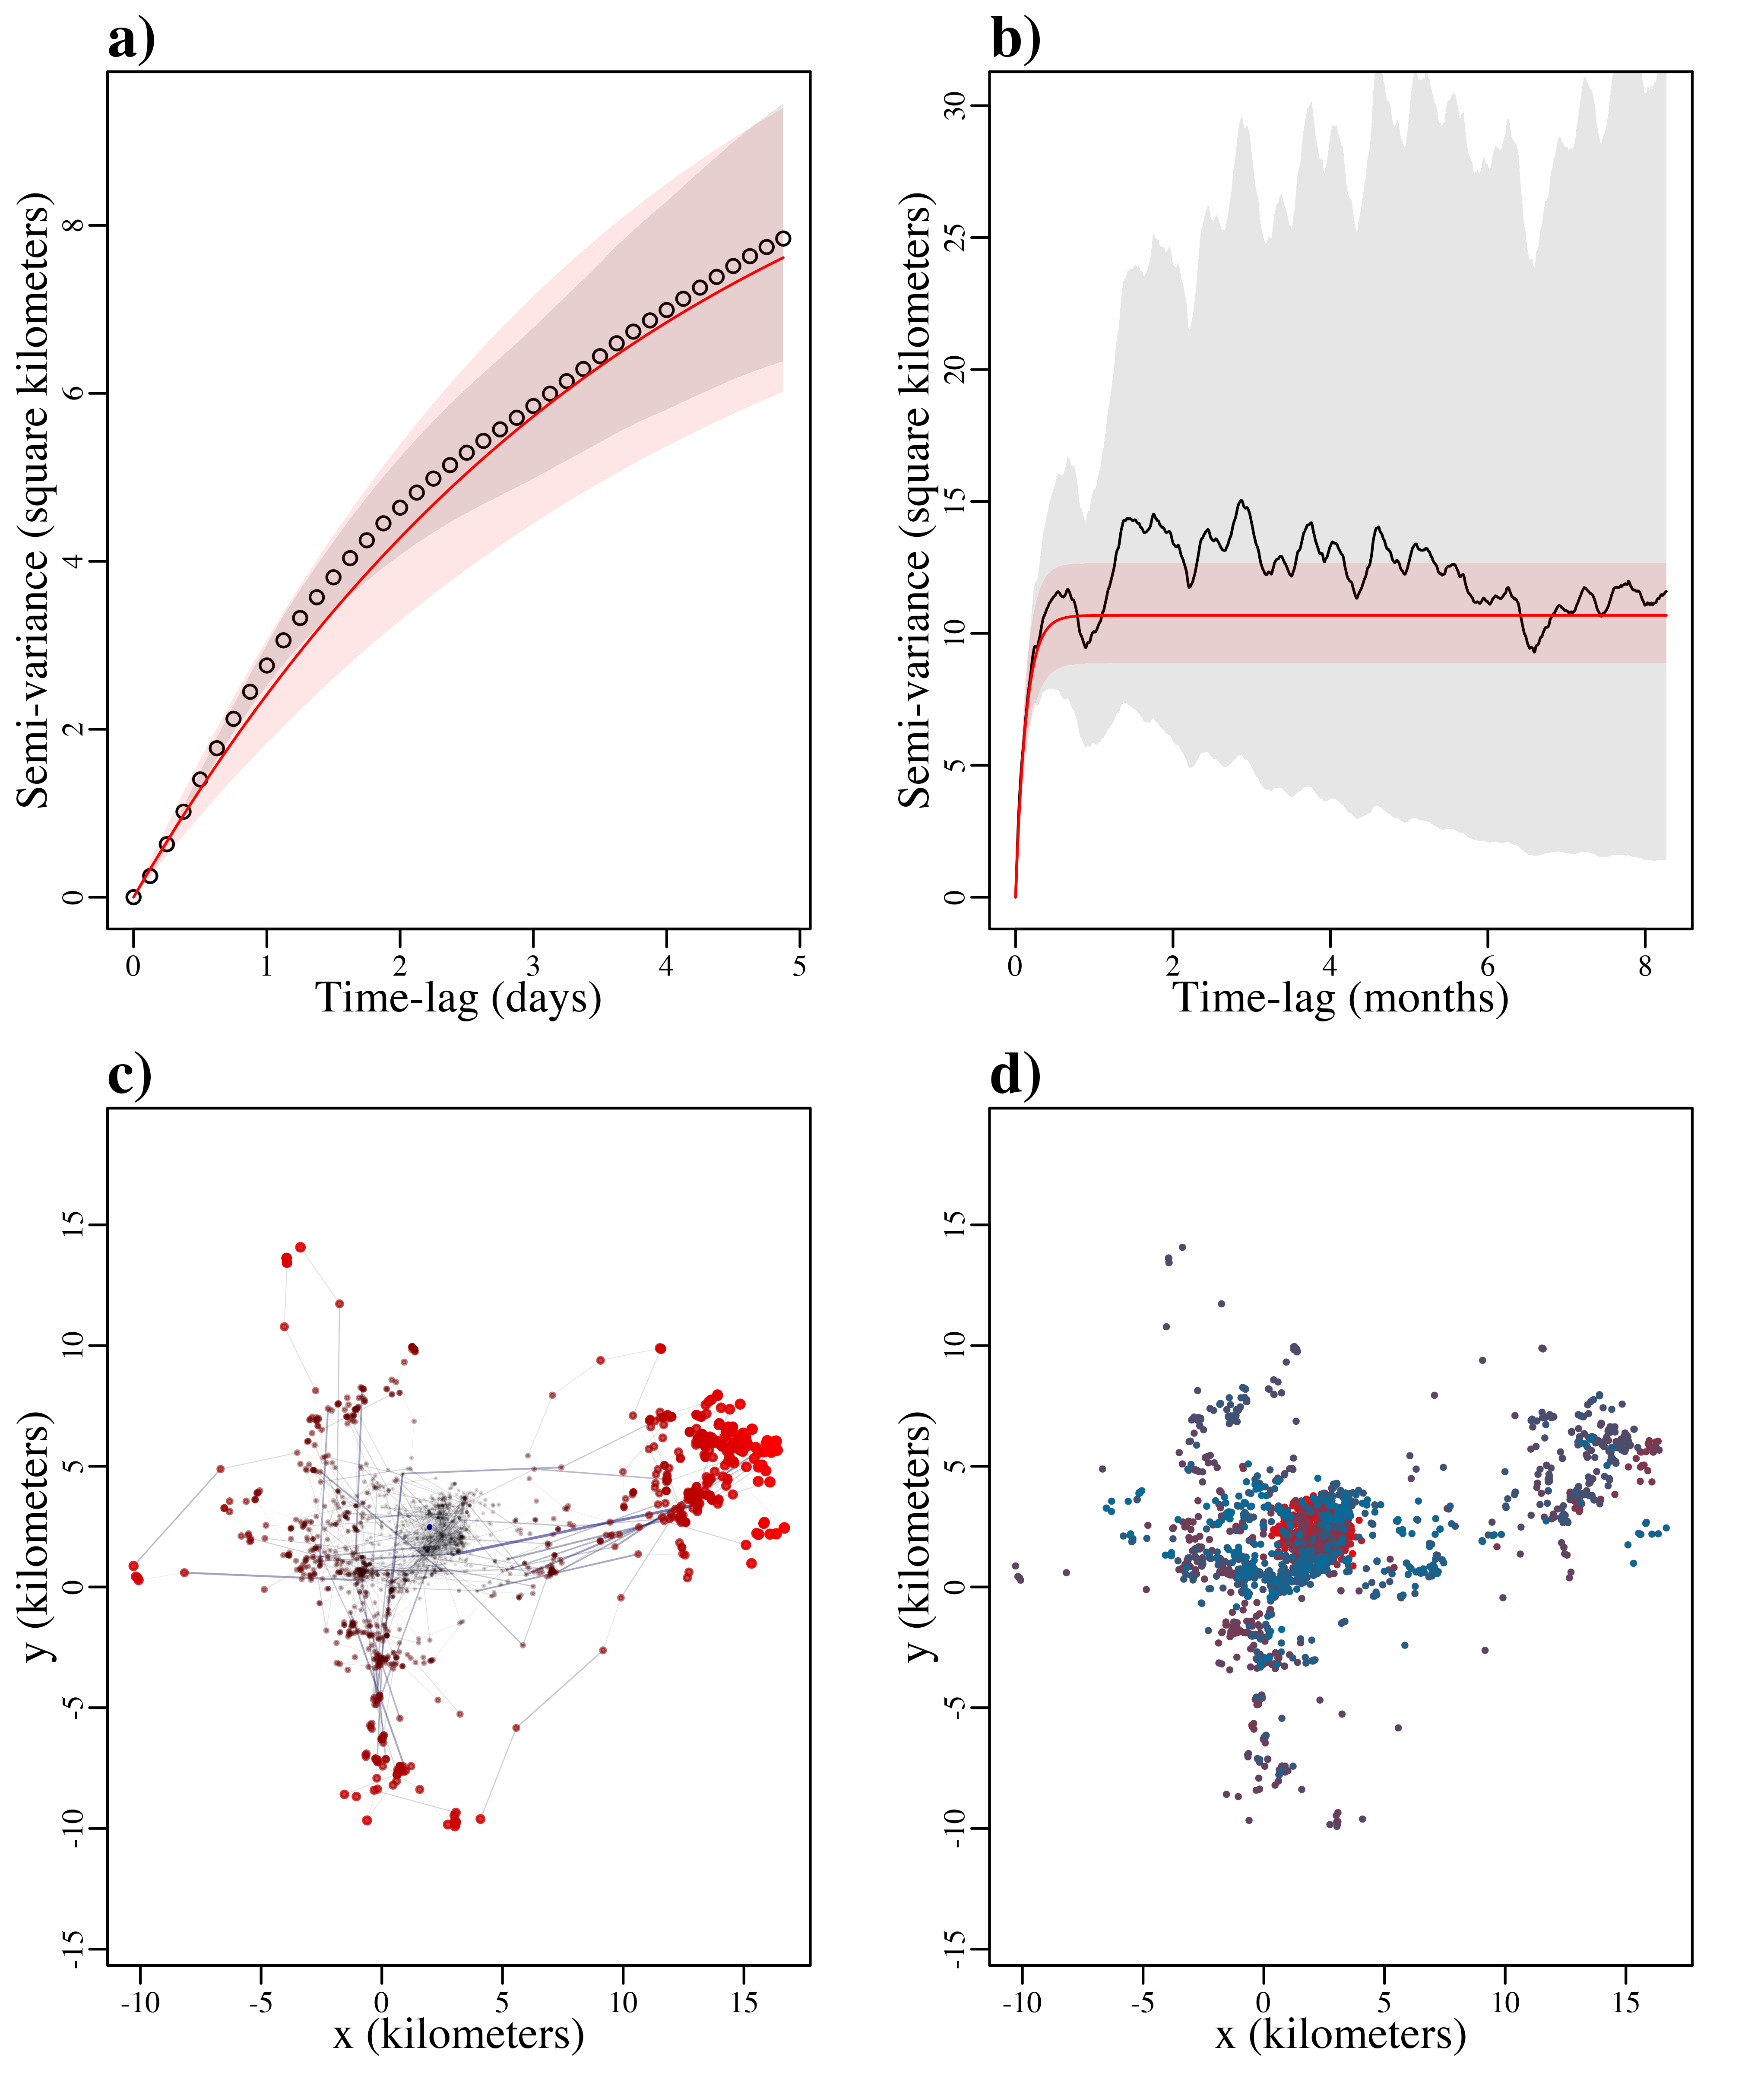 a)
Semi-variance (square kilometers)
8
6
4
2
0
0 1 2 3 4 5
Time-lag (days)
b)
Semi-variance (square kilometers)
30
25
20
15
10
5
0
0 2 4 6 8
Time-lag (months)
c)
y (kilometers)
15
10
5
0
-5
-10
-15
-10 -5 0 5 10 15
x (kilometers)
d)
y (kilometers)
15
10
5
0
-5
-10
-15
-10 -5 0 5 10 15
x (kilometers)